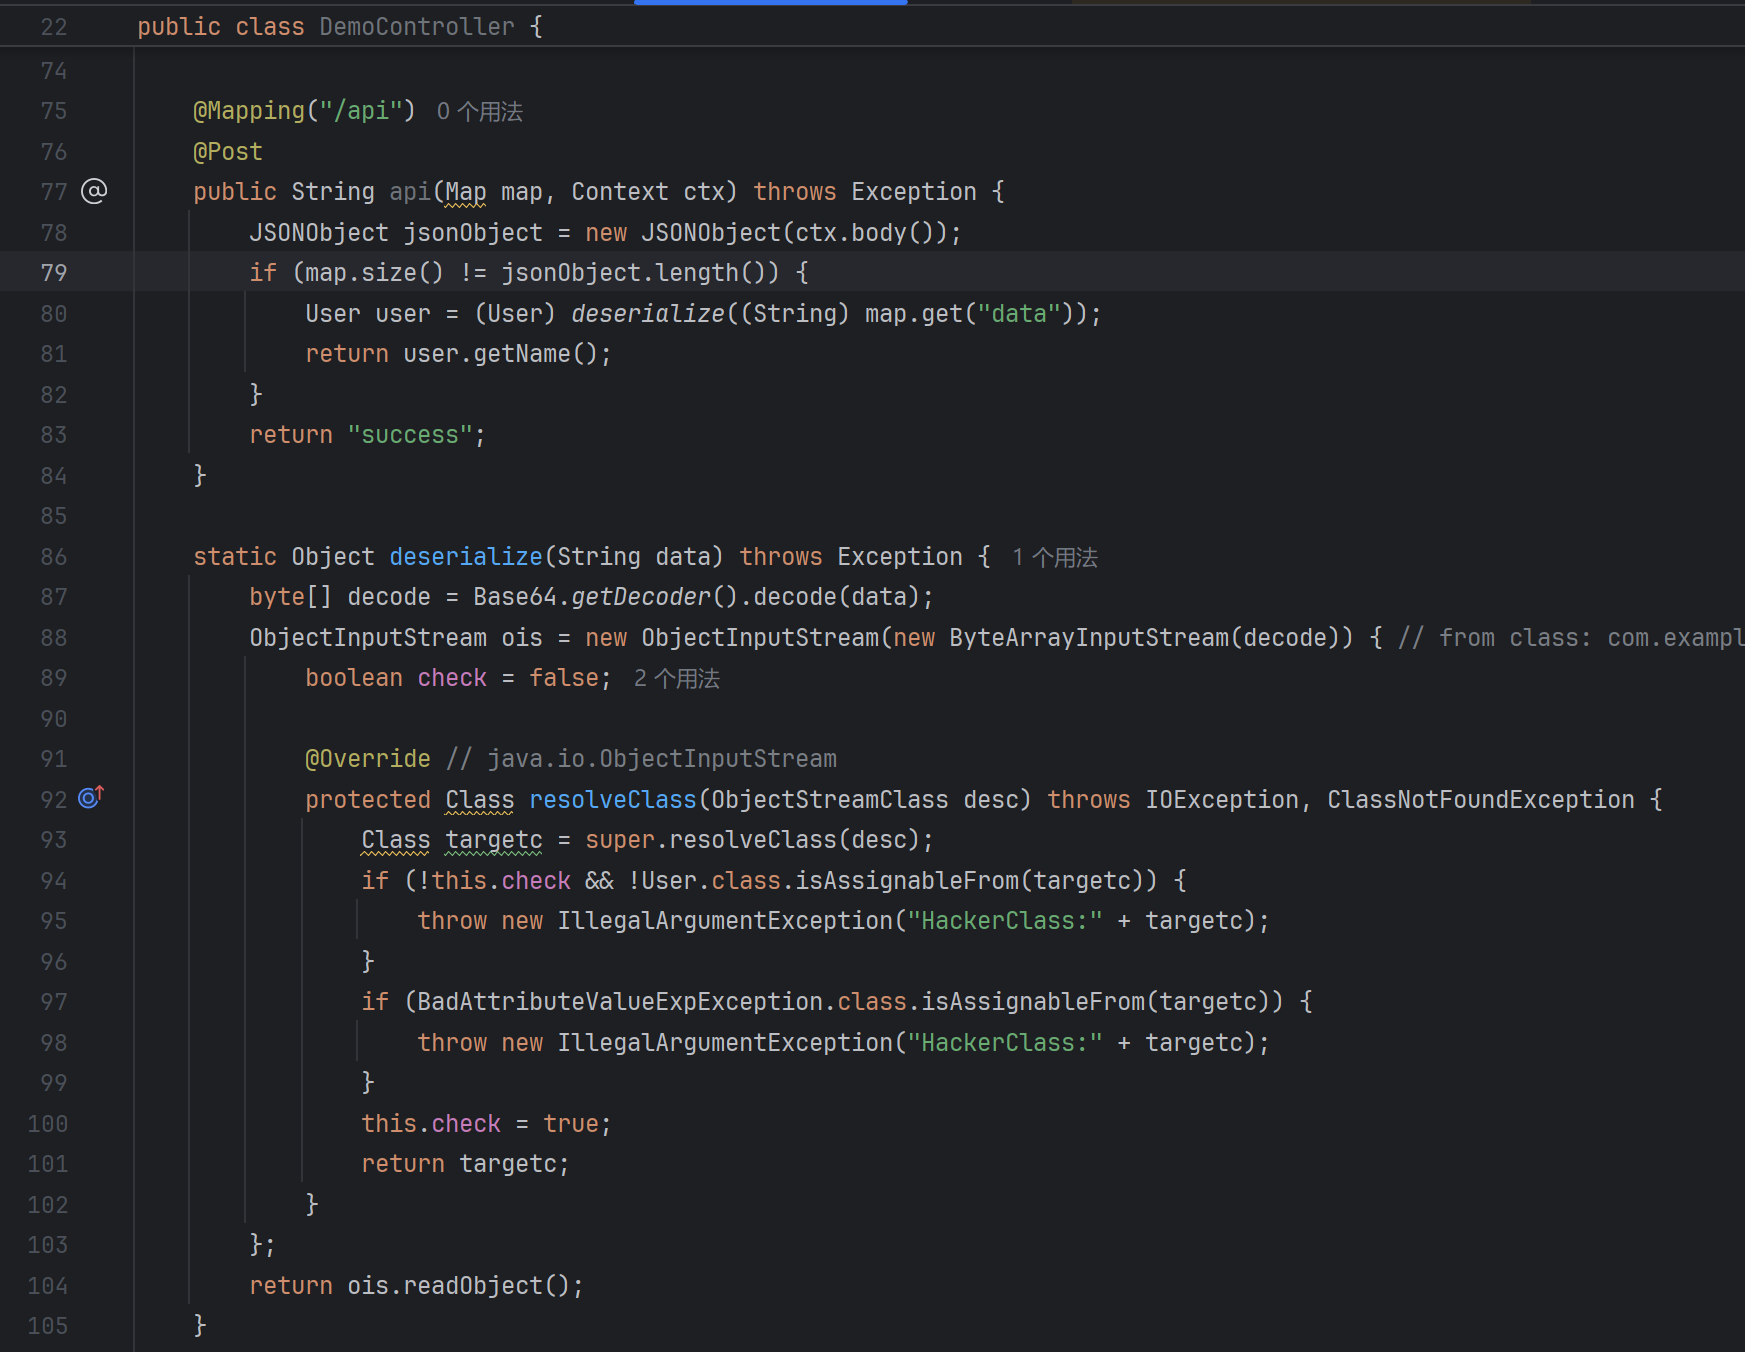 22 public class DemoController {
74
75 @Mapping("/api") 0 个用法
76 @Post
77 public String api(Map map, Context ctx) throws Exception {
78 JSONObject jsonObject = new JSONObject(ctx.body());
79 if (map.size() != jsonObject.length()) {
80 User user = (User) deserialize((String) map.get("data"));
81 return user.getName();
82 }
83 return "success";
84 }
85
86 static Object deserialize(String data) throws Exception { 1 个用法
87 byte[] decode = Base64.getDecoder().decode(data);
88 ObjectInputStream ois = new ObjectInputStream(new ByteArrayInputStream(decode)) { // from class: com.exampl
89 boolean check = false; 2 个用法
90
91 @Override // java.io.ObjectInputStream
92 protected Class resolveClass(ObjectStreamClass desc) throws IOException, ClassNotFoundException {
93 Class targetc = super.resolveClass(desc);
94 if (!this.check && !User.class.isAssignableFrom(targetc)) {
95 throw new IllegalArgumentException("HackerClass:" + targetc);
96 }
97 if (BadAttributeValueExpException.class.isAssignableFrom(targetc)) {
98 throw new IllegalArgumentException("HackerClass:" + targetc);
99 }
100 this.check = true;
101 return targetc;
102 }
103 };
104 return ois.readObject();
105 }